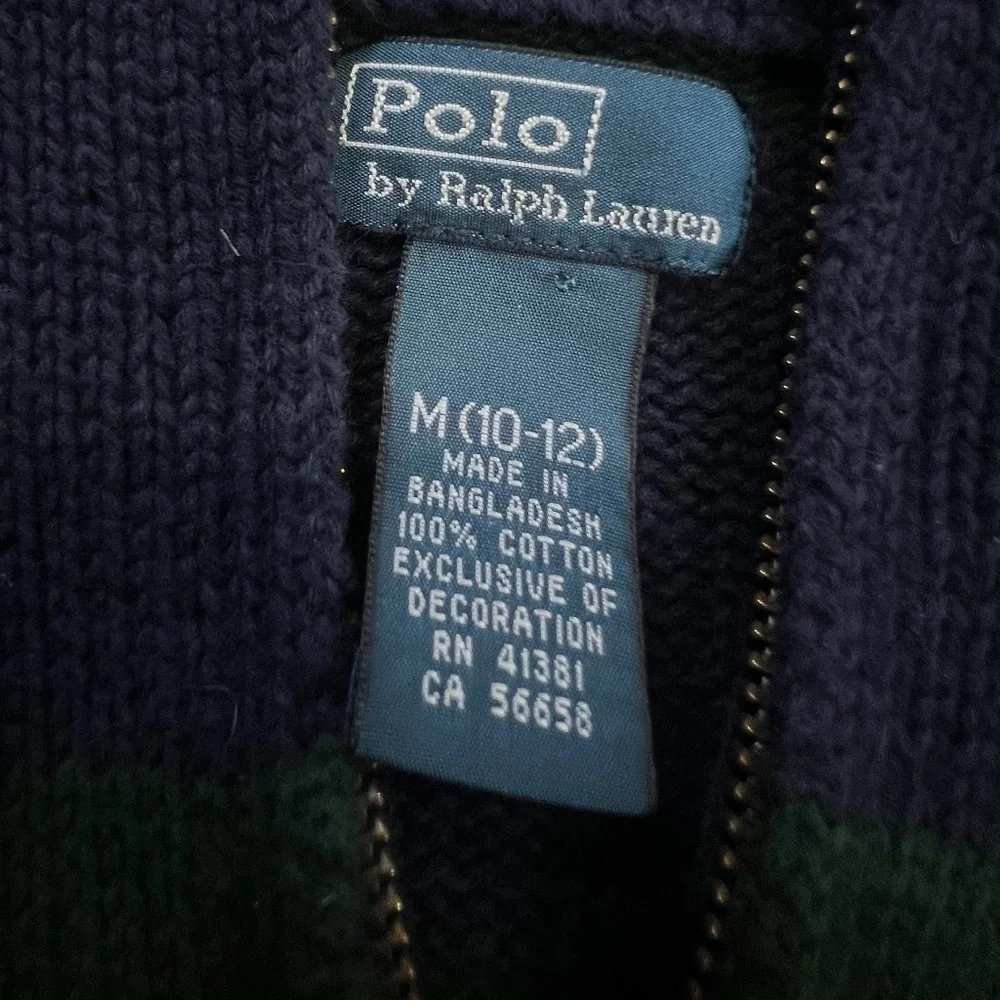 Polo
by Ralph Lauren
M (10-12)
MADE IN
BANGLADESH
100% COTTON
EXCLUSIVE OF
DECORATION
RN 41381
CA 56658